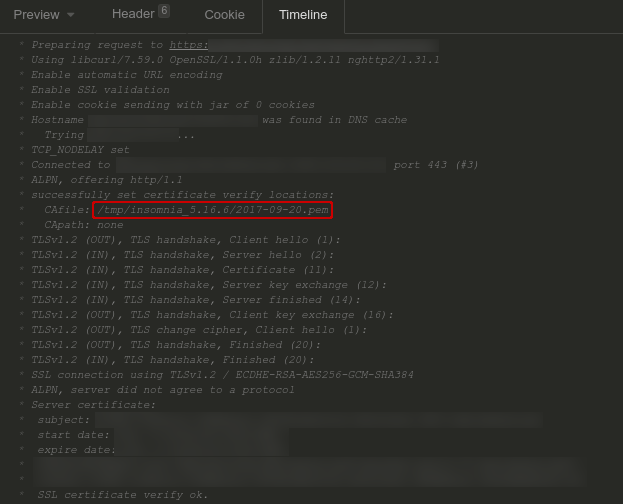 Preview Header 6 Cookie Timeline
* Preparing request to https:
* Using libcurl/7.59.0 OpenSSL/1.1.0h zlib/1.2.11 nghttp2/1.31.1
* Enable automatic URL encoding
* Enable SSL validation
* Enable cookie sending with jar of 0 cookies
* Hostname was found in DNS cache
* Trying ...
* TCP_NODELAY set
* Connected to port 443 (#3)
* ALPN, offering http/1.1
* successfully set certificate verify locations:
* CAfile: /tmp/insomnia_5.16.6/2017-09-20.pem
* CApath: none
* TLSv1.2 (OUT), TLS handshake, Client hello (1):
* TLSv1.2 (IN), TLS handshake, Server hello (2):
* TLSv1.2 (IN), TLS handshake, Certificate (11):
* TLSv1.2 (IN), TLS handshake, Server key exchange (12):
* TLSv1.2 (IN), TLS handshake, Server finished (14):
* TLSv1.2 (OUT), TLS handshake, Client key exchange (16):
* TLSv1.2 (OUT), TLS change cipher, Client hello (1):
* TLSv1.2 (OUT), TLS handshake, Finished (20):
* TLSv1.2 (IN), TLS handshake, Finished (20):
* SSL connection using TLSv1.2 / ECDHE-RSA-AES256-GCM-SHA384
* ALPN, server did not agree to a protocol
* Server certificate:
* subject:
* start date:
* expire date:
*
*
* SSL certificate verify ok.